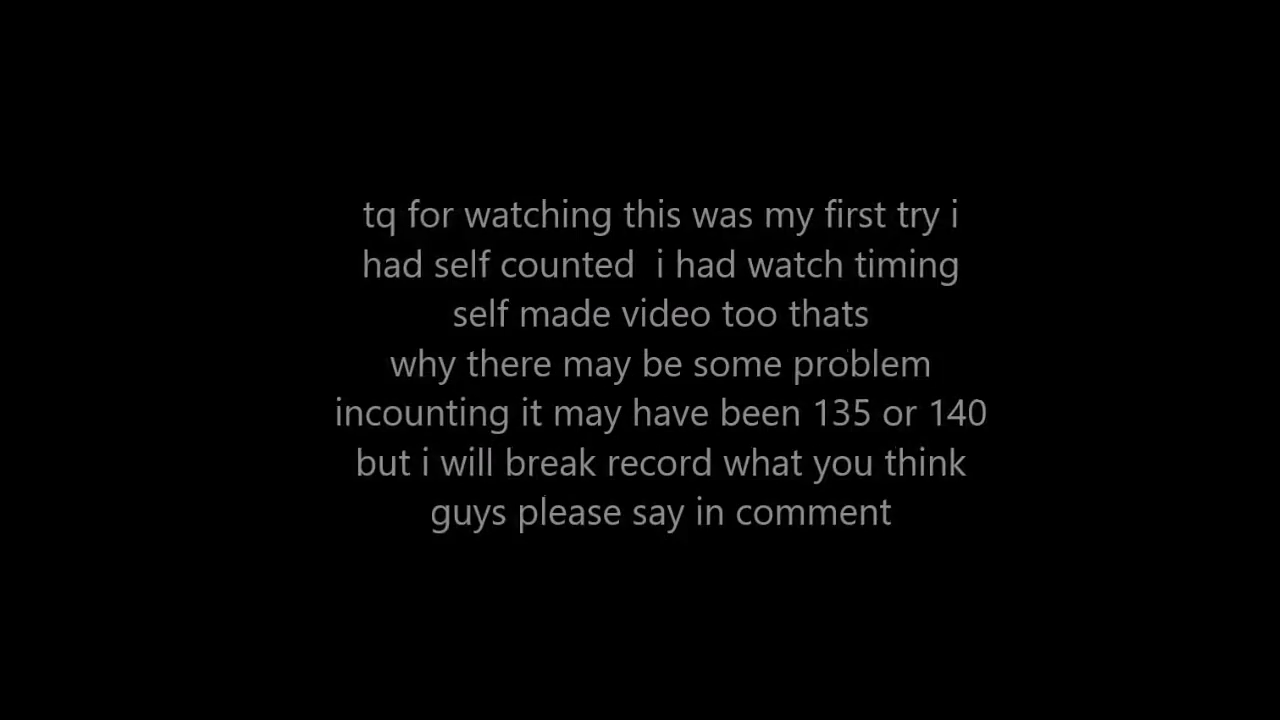 tq for watching this was my first try i
had self counted  i had watch timing
self made video too thats
why there may be some problem
incounting it may have been 135 or 140
but i will break record what you think
guys please say in comment